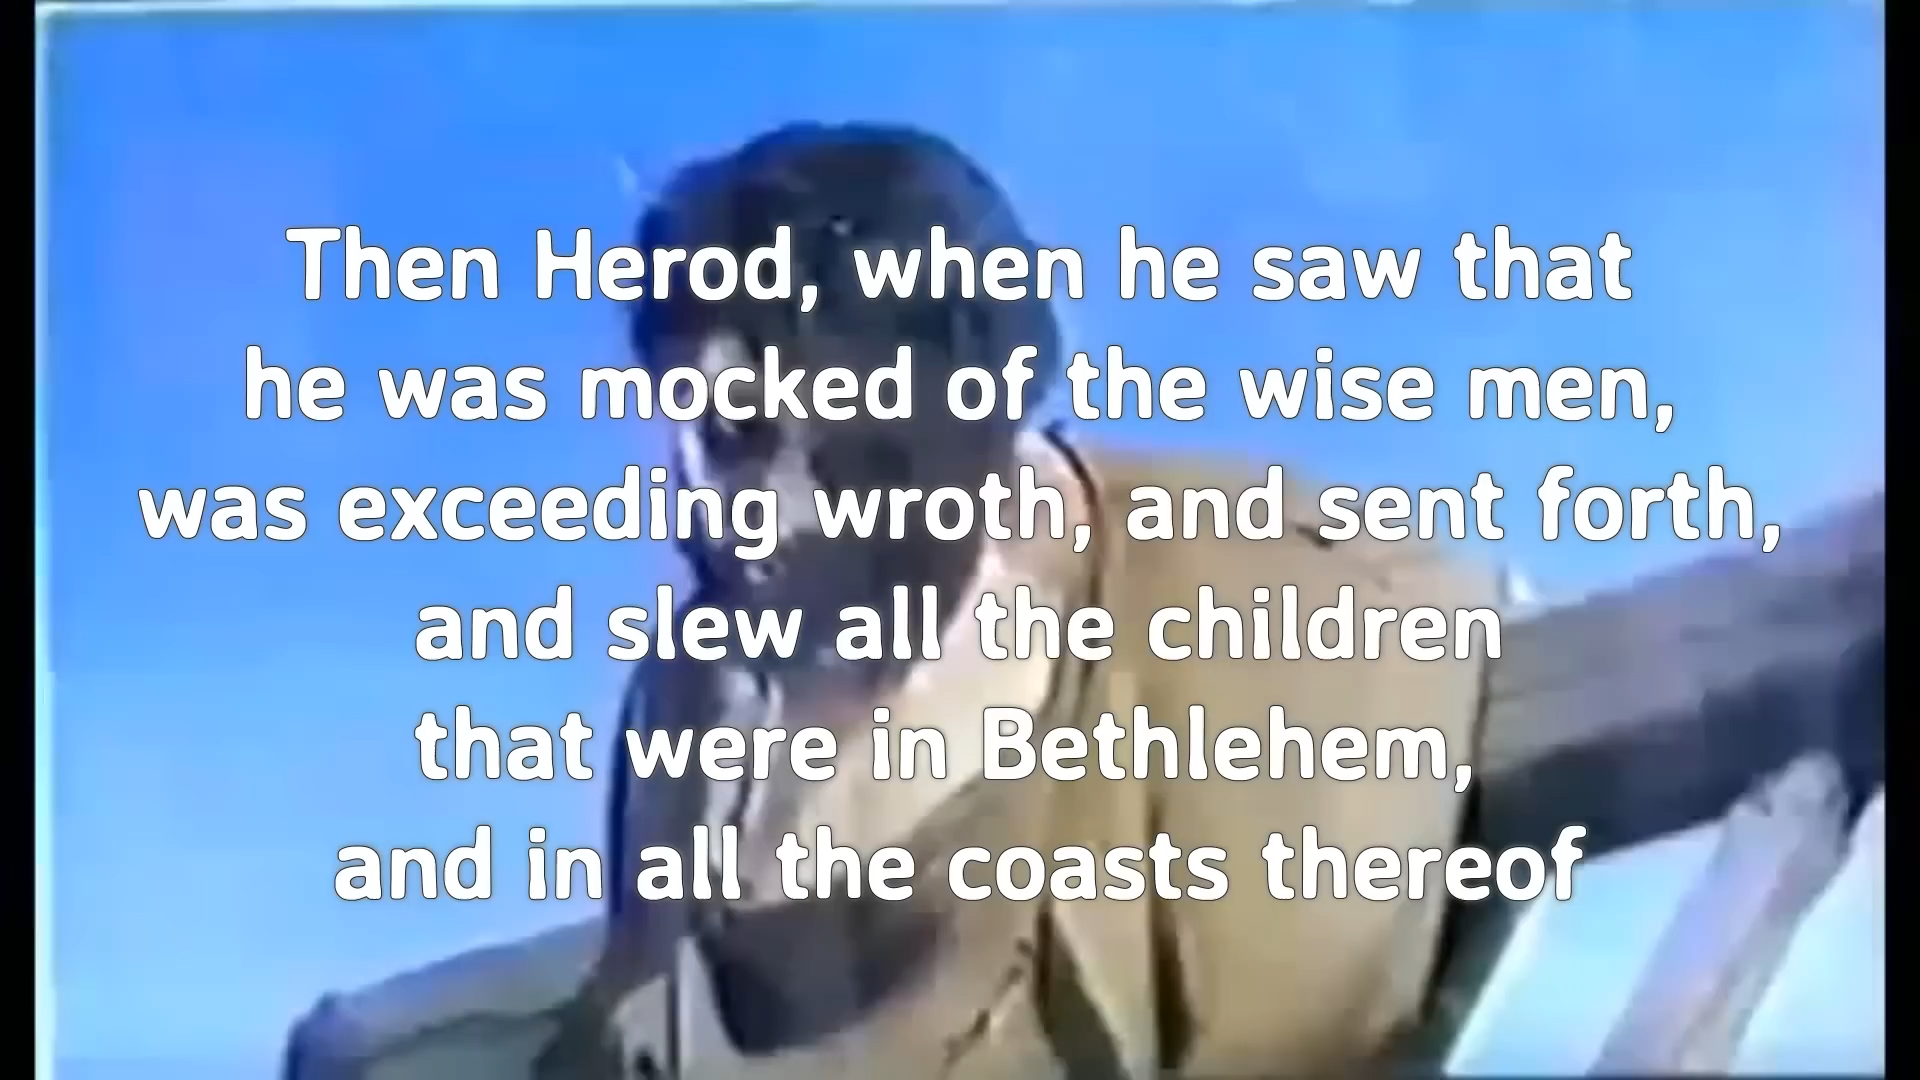 Then Herod, when he saw that
he was mocked of the wise men,
was exceeding wroth, and sent forth,
and slew all the children
that were in Bethlehem,
and in all the coasts thereof